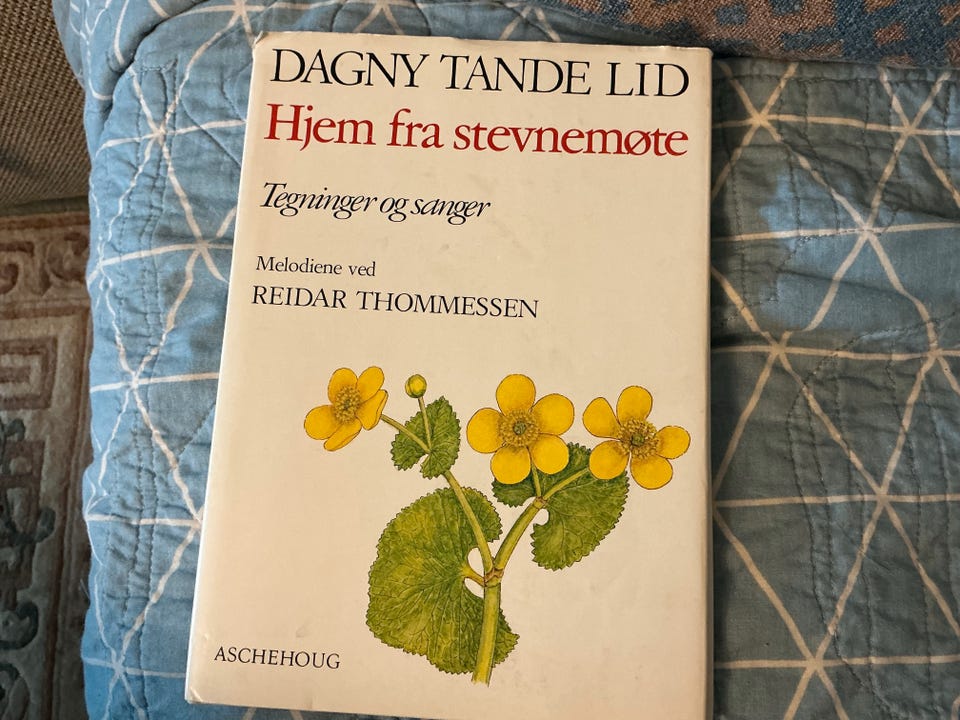 DAGNY TANDE LID
Hjem fra stevnemøte
Tegninger og sanger
Melodiene ved
REIDAR THOMMESSEN
ASCHEHOUG